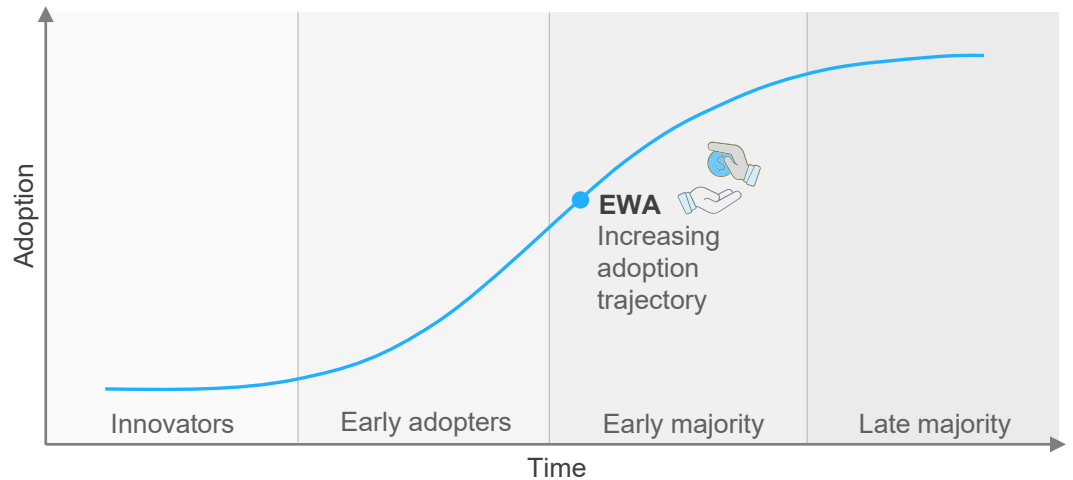 Adoption
EWA
Increasing
adoption
trajectory
Innovators
Early adopters
Early majority
Late majority
Time